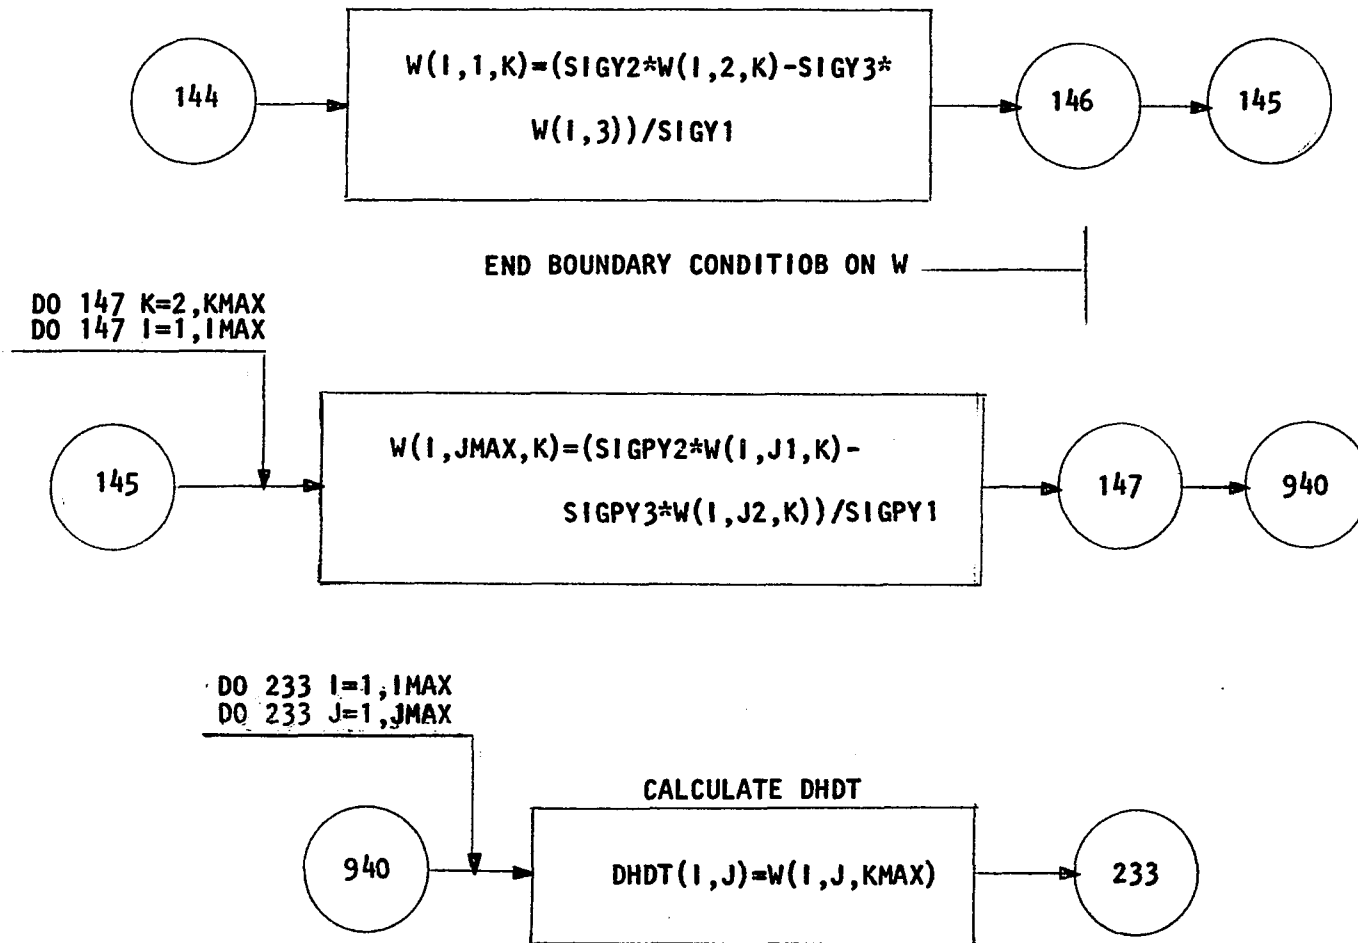 W(I,1,K)=(SIGY2*W(I,2,K)-SIGY3*
144
146
145
W(I,3))/SIGY1
END BOUNDARY CONDITIOB ON W
DO 147 K=2,KMAX
DO 147 I=1,IMAX
W(I,JMAX,K)=(SIGPY2*W(I,J1,K)-
145
147
940
SIGPY3*W(I,J2,K))/SIGPY1
DO 233 I=1,IMAX
DO 233 J=1,JMAX
CALCULATE DHDT
940
DHDT(I,J)=W(I,J,KMAX)
233